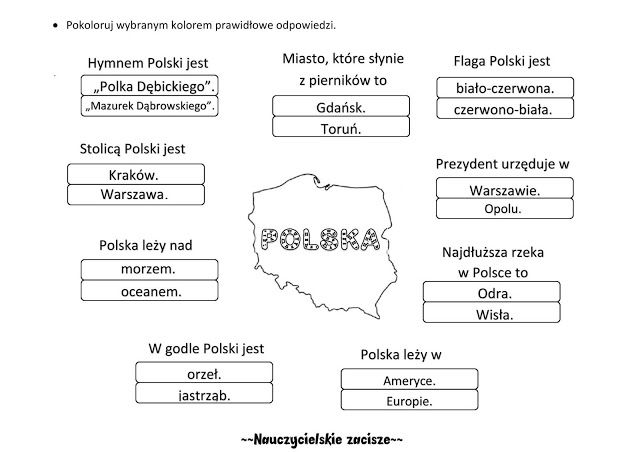 • Pokoloruj wybranym kolorem prawidłowe odpowiedzi.
Hymnem Polski jest
„Polka Dębickiego”.
„Mazurek Dąbrowskiego”.
Miasto, które słynie
z pierników to
Gdańsk.
Toruń.
Flaga Polski jest
biało-czerwona.
czerwono-biała.
Stolicą Polski jest
Kraków.
Warszawa.
Prezydent urzęduje w
Warszawie.
Opolu.
POLSKA
Polska leży nad
morzem.
oceanem.
Najdłuższa rzeka
w Polsce to
Odra.
Wisła.
W godle Polski jest
orzeł.
jastrząb.
Polska leży w
Ameryce.
Europie.
~~Nauczycielskie zacisze~~